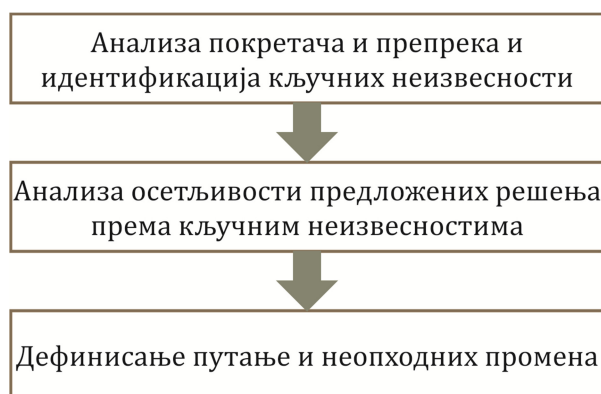 Анализа покретача и препрека и
идентификација кључних неизвесности
Анализа осетљивости предложених решења
према кључним неизвесностима
Дефинисање путање и неопходних промена